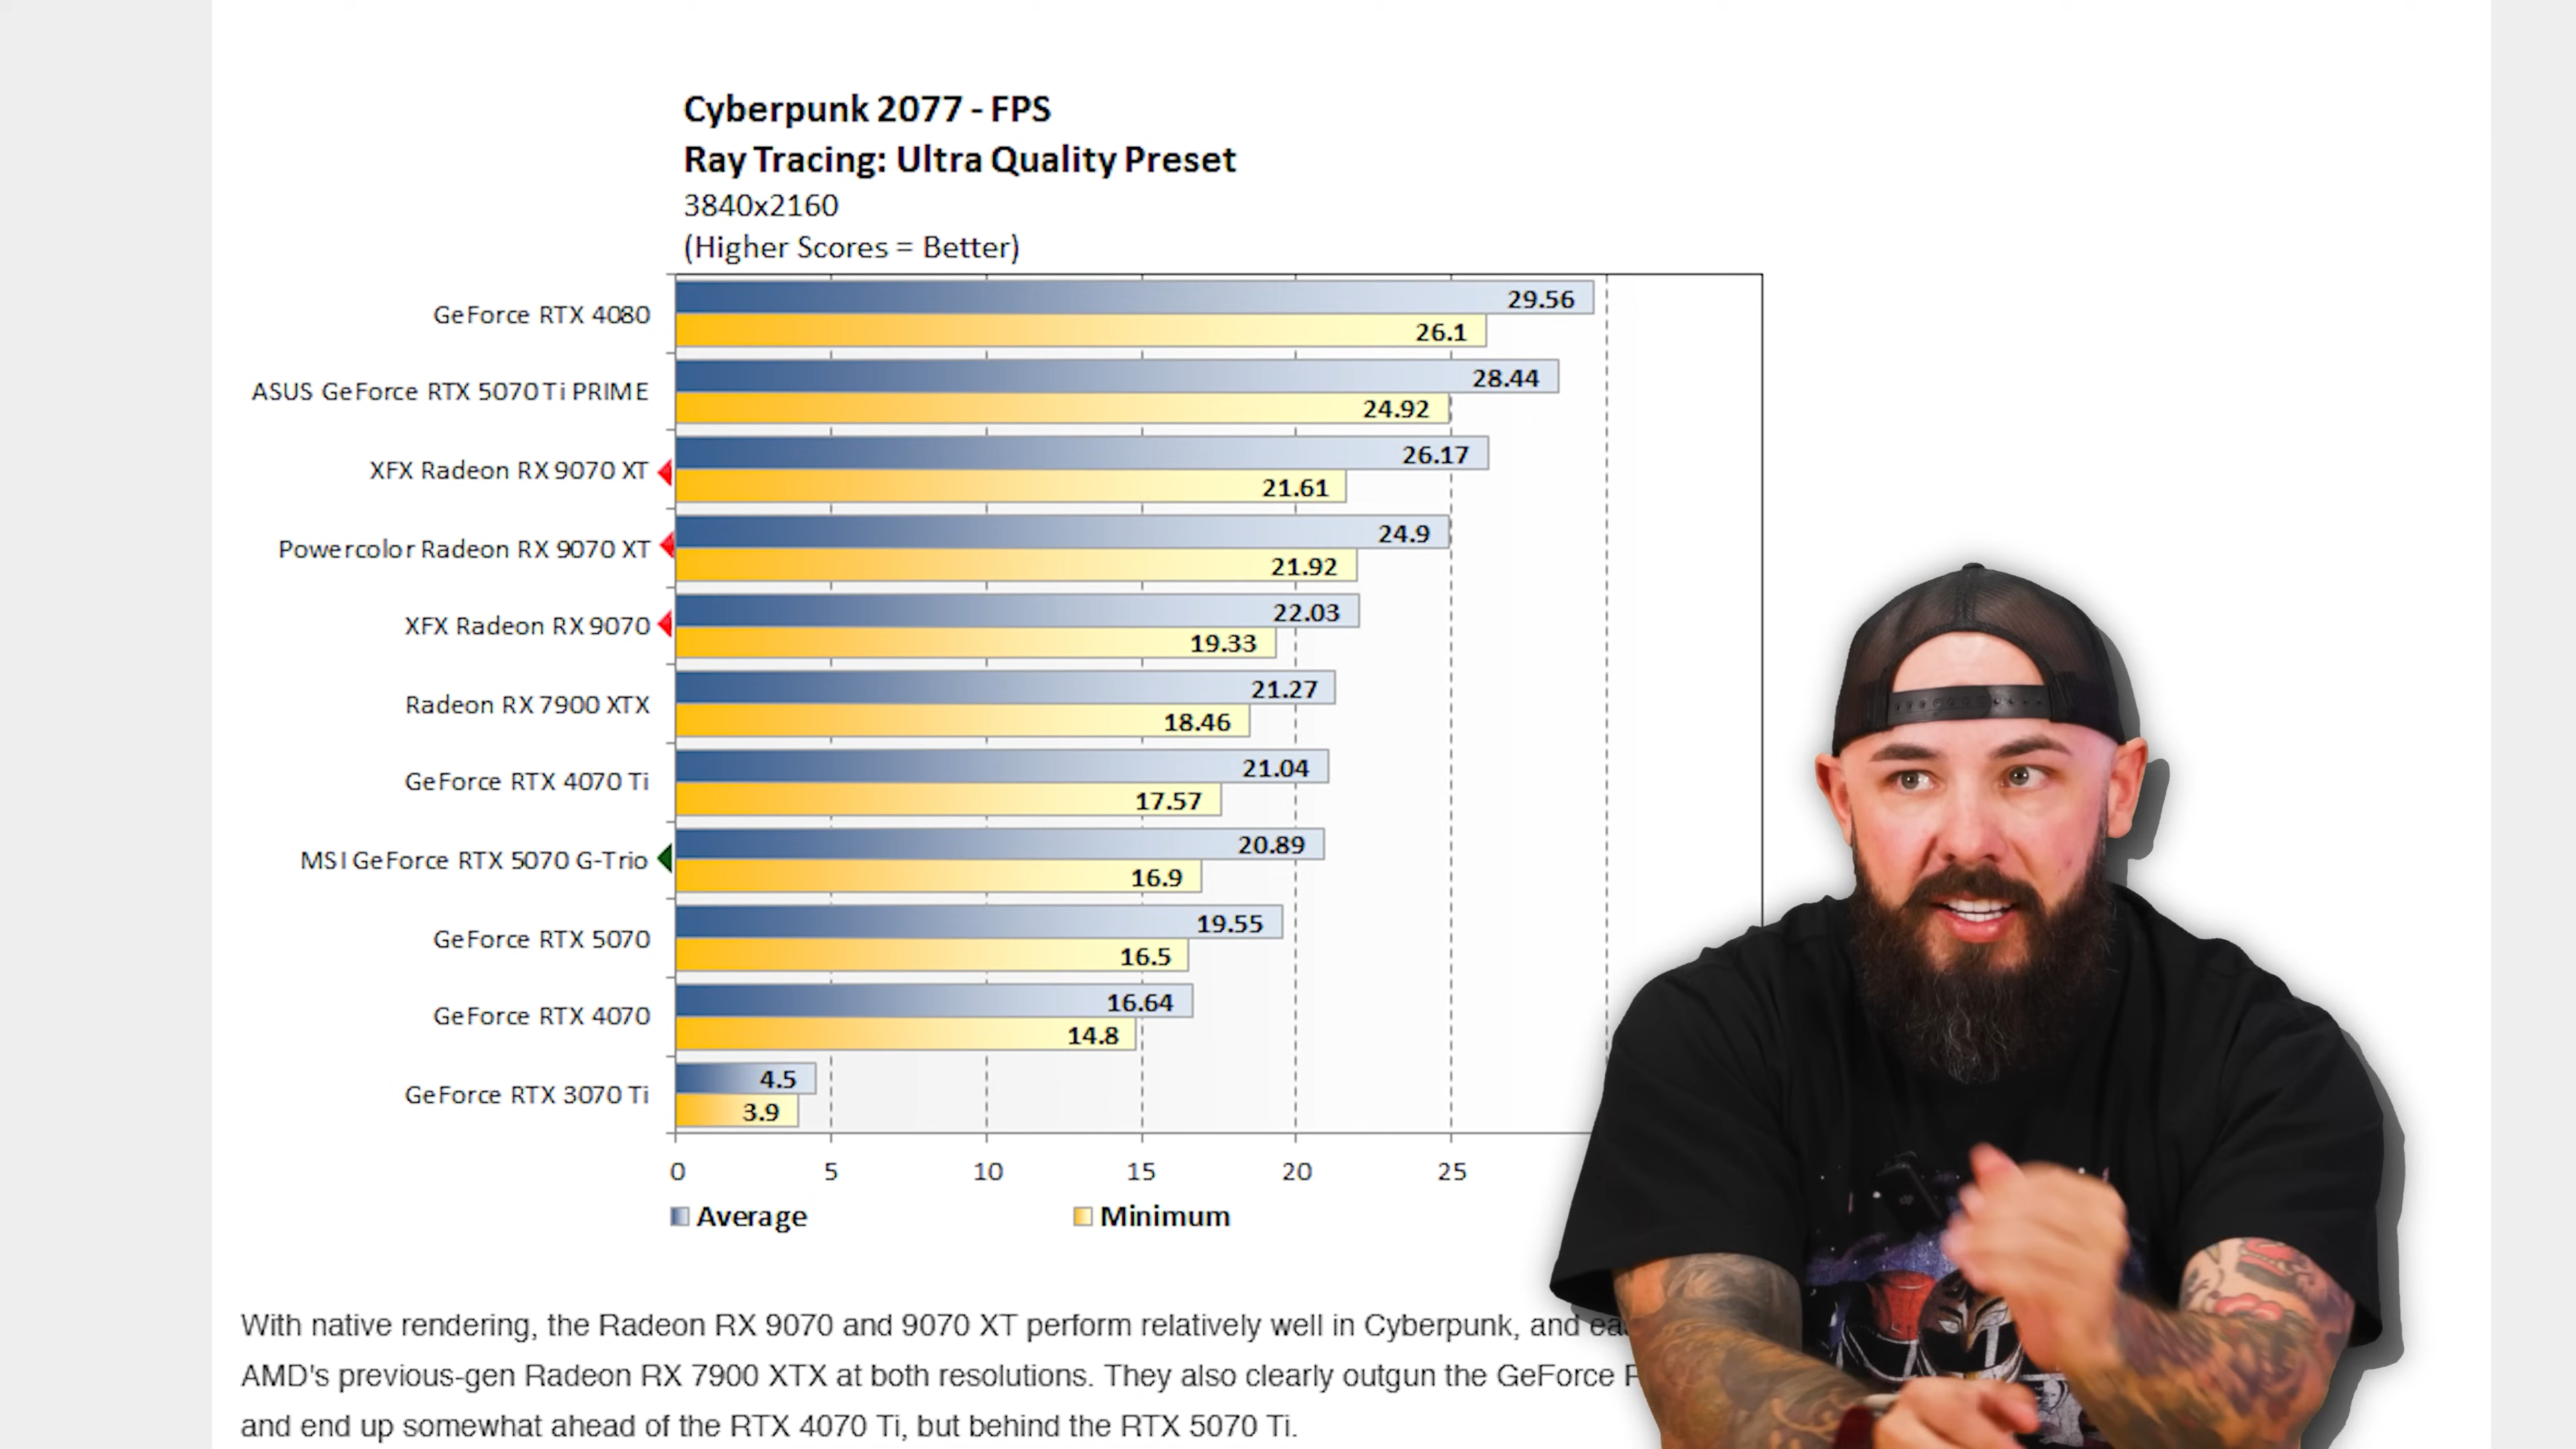 Cyberpunk 2077 - FPS
Ray Tracing: Ultra Quality Preset
3840x2160
(Higher Scores = Better)
GeForce RTX 4080
29.56
26.1
ASUS GeForce RTX 5070 Ti PRIME
28.44
24.92
XFX Radeon RX 9070 XT
26.17
21.61
Powercolor Radeon RX 9070 XT
24.9
21.92
XFX Radeon RX 9070
22.03
19.33
Radeon RX 7900 XTX
21.27
18.46
GeForce RTX 4070 Ti
21.04
17.57
MSI GeForce RTX 5070 G-Trio
20.89
16.9
GeForce RTX 5070
19.55
16.5
GeForce RTX 4070
16.64
14.8
GeForce RTX 3070 Ti
4.5
3.9
0 5 10 15 20 25
Average Minimum
With native rendering, the Radeon RX 9070 and 9070 XT perform relatively well in Cyberpunk, and
AMD's previous-gen Radeon RX 7900 XTX at both resolutions. They also clearly outgun the GeForce
and end up somewhat ahead of the RTX 4070 Ti, but behind the RTX 5070 Ti.